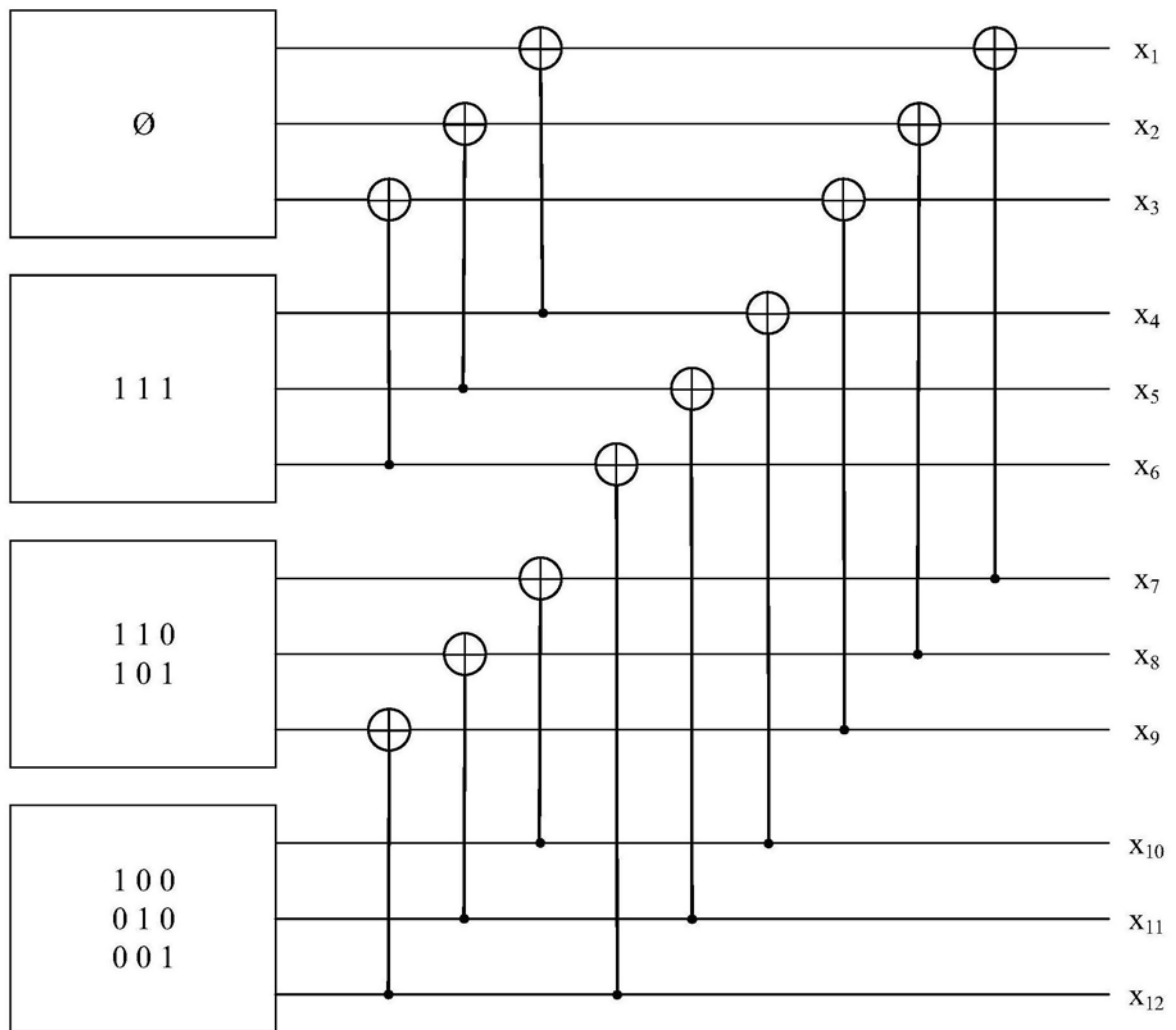 x₁
Ø x₂
x₃
x₄
1 1 1 x₅
x₆
x₇
1 1 0
x₈
1 0 1
x₉
x₁₀
1 0 0
0 1 0 x₁₁
0 0 1
x₁₂